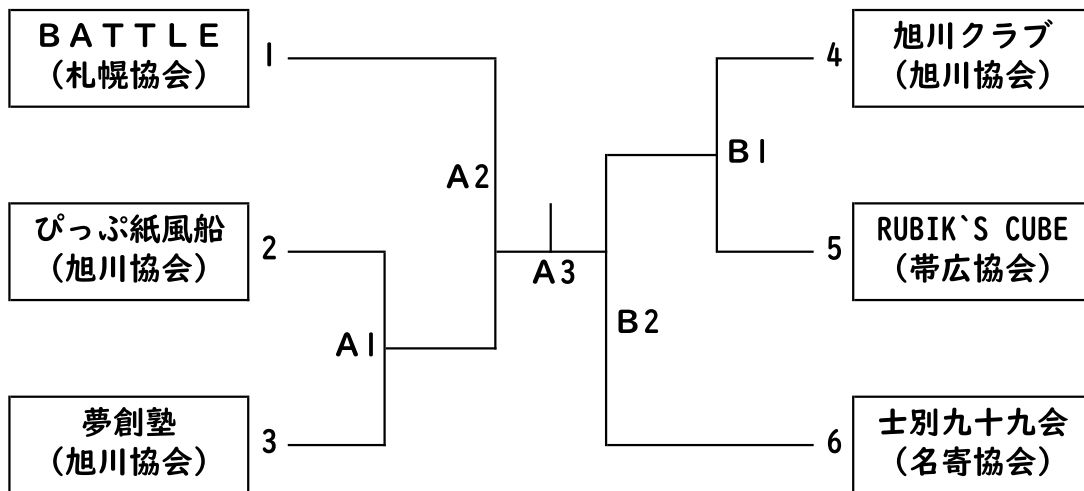 ＢＡＴＴＬＥ
(札幌協会)
1
ぴっぷ紙風船
(旭川協会)
2
夢創塾
(旭川協会)
3
A1
A2
A3
B1
B2
4
旭川クラブ
(旭川協会)
5
RUBIK`S CUBE
(帯広協会)
6
士別九十九会
(名寄協会)